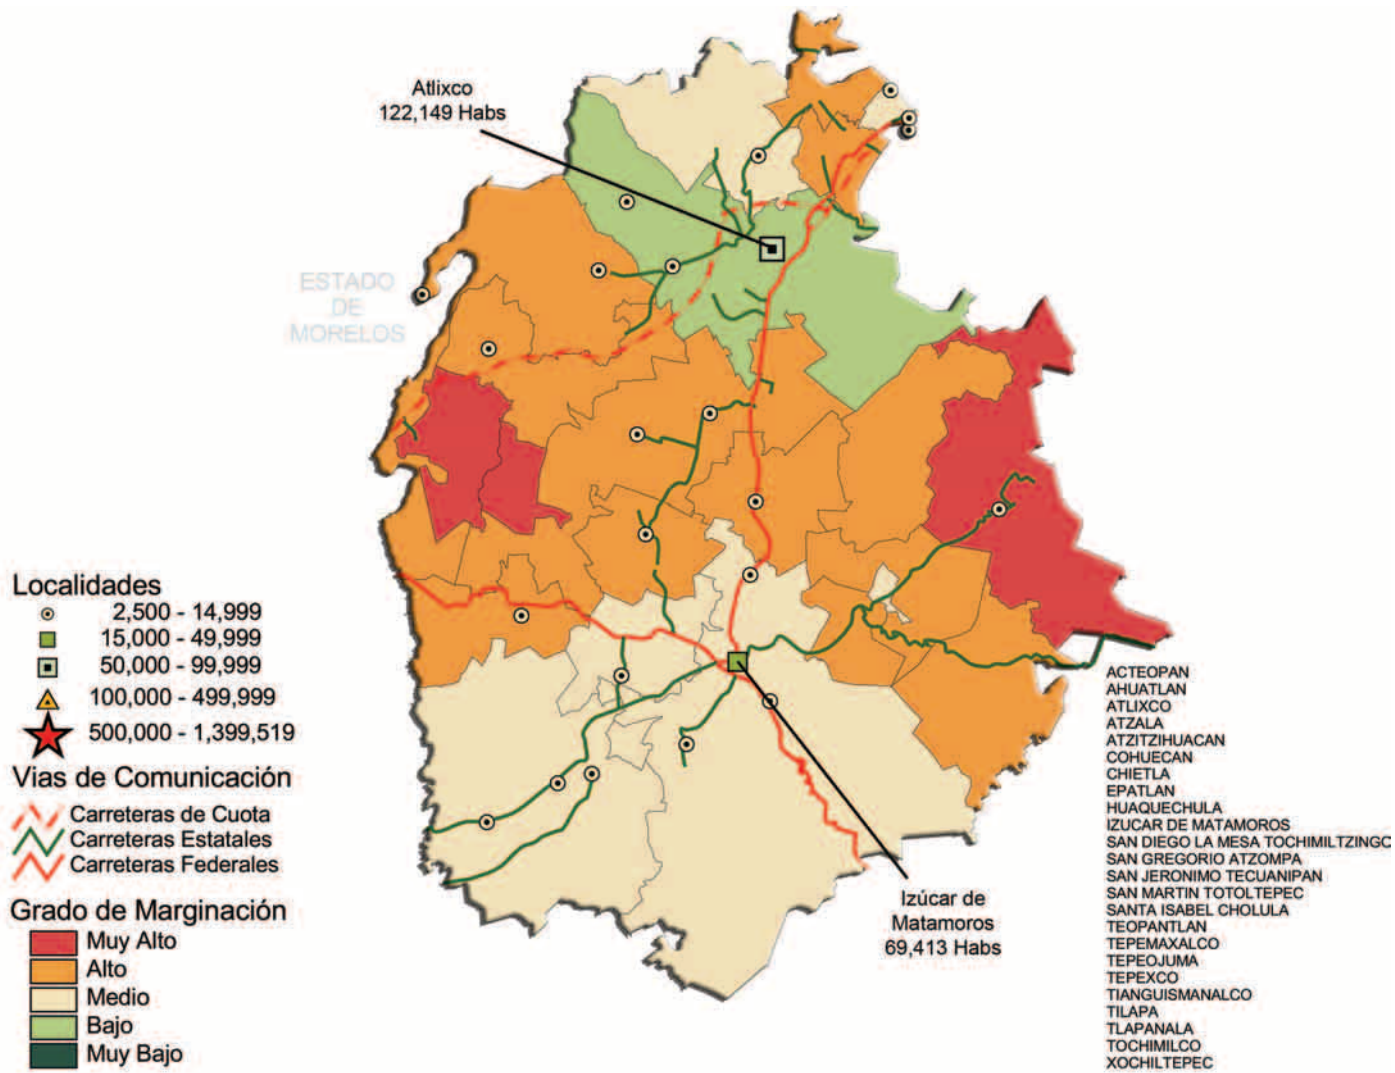 Atlixco
122,149 Habs
ESTADO
DE
MORELOS
Localidades
2,500 - 14,999
15,000 - 49,999
50,000 - 99,999
100,000 - 499,999
500,000 - 1,399,519
Vias de Comunicación
Carreteras de Cuota
Carreteras Estatales
Carreteras Federales
Grado de Marginación
Muy Alto
Alto
Medio
Bajo
Muy Bajo
Izúcar de
Matamoros
69,413 Habs
ACTEOPAN
AHUATLAN
ATLIXCO
ATZALA
ATZITZIHUACAN
COHUECAN
CHIETLA
EPATLAN
HUAQUECHULA
IZUCAR DE MATAMOROS
SAN DIEGO LA MESA TOCHIMILTZINGO
SAN GREGORIO ATZOMPA
SAN JERONIMO TECUANIPAN
SAN MARTIN TOTOLTEPEC
SANTA ISABEL CHOLULA
TEOPANTLAN
TEPEMAXALCO
TEPEOJUMA
TEPEXCO
TIANGUISMANALCO
TILAPA
TLAPANALA
TOCHIMILCO
XOCHILTEPEC